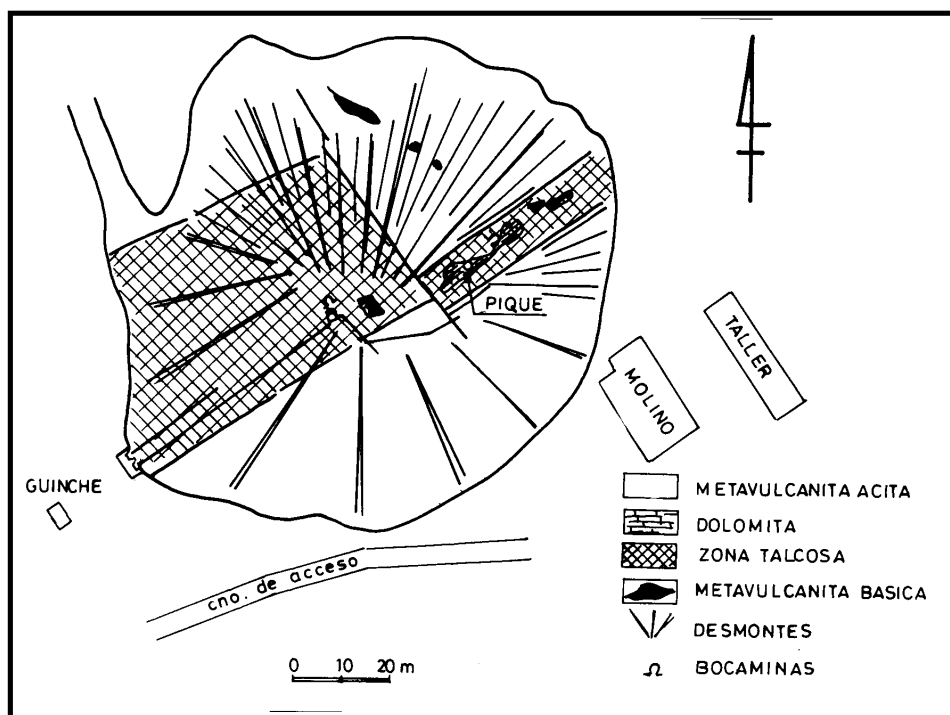 PIQUE
TALLER
MOLINO
GUINCHE
cno. de acceso
0 10 20 m
METAVULCANITA ACITA
DOLOMITA
ZONA TALCOSA
METAVULCANITA BASICA
DESMONTES
BOCAMINAS